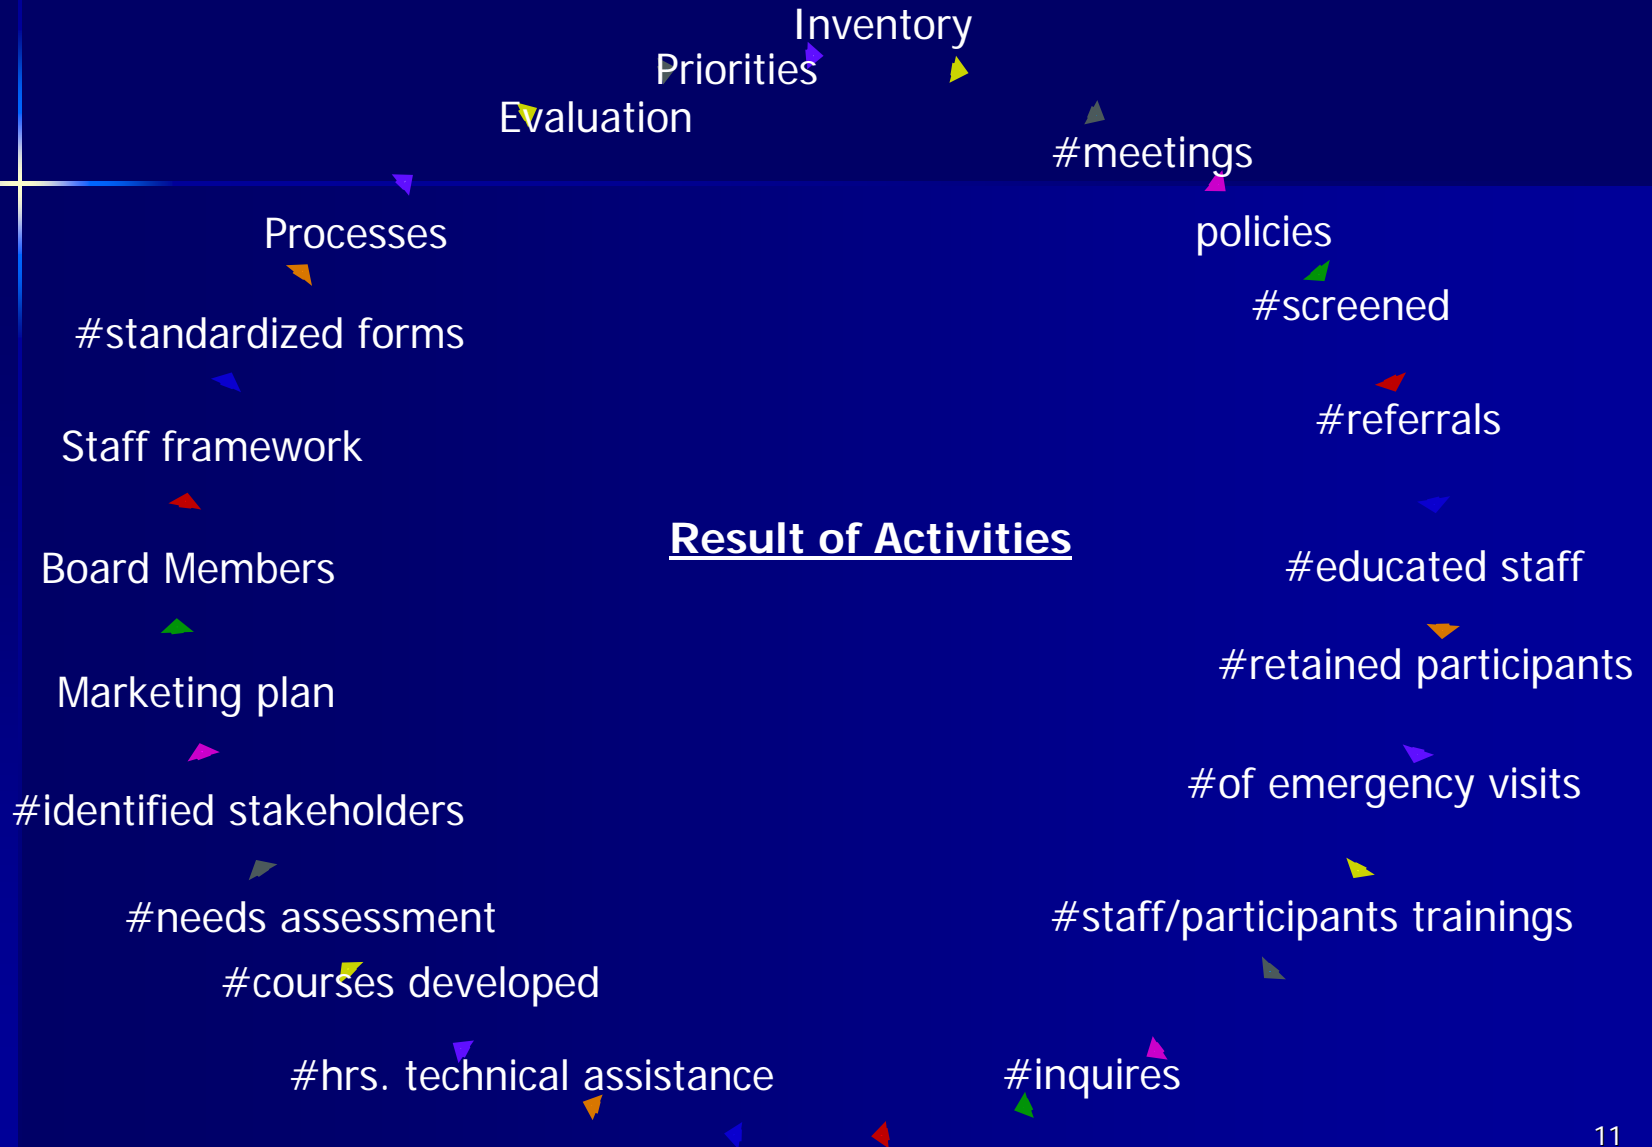 Inventory
Priorities
Evaluation
#meetings
Processes
policies
#screened
#standardized forms
#referrals
Staff framework
Result of Activities
Board Members
#educated staff
#retained participants
Marketing plan
#of emergency visits
#identified stakeholders
#needs assessment
#staff/participants trainings
#courses developed
#hrs. technical assistance
#inquires
11